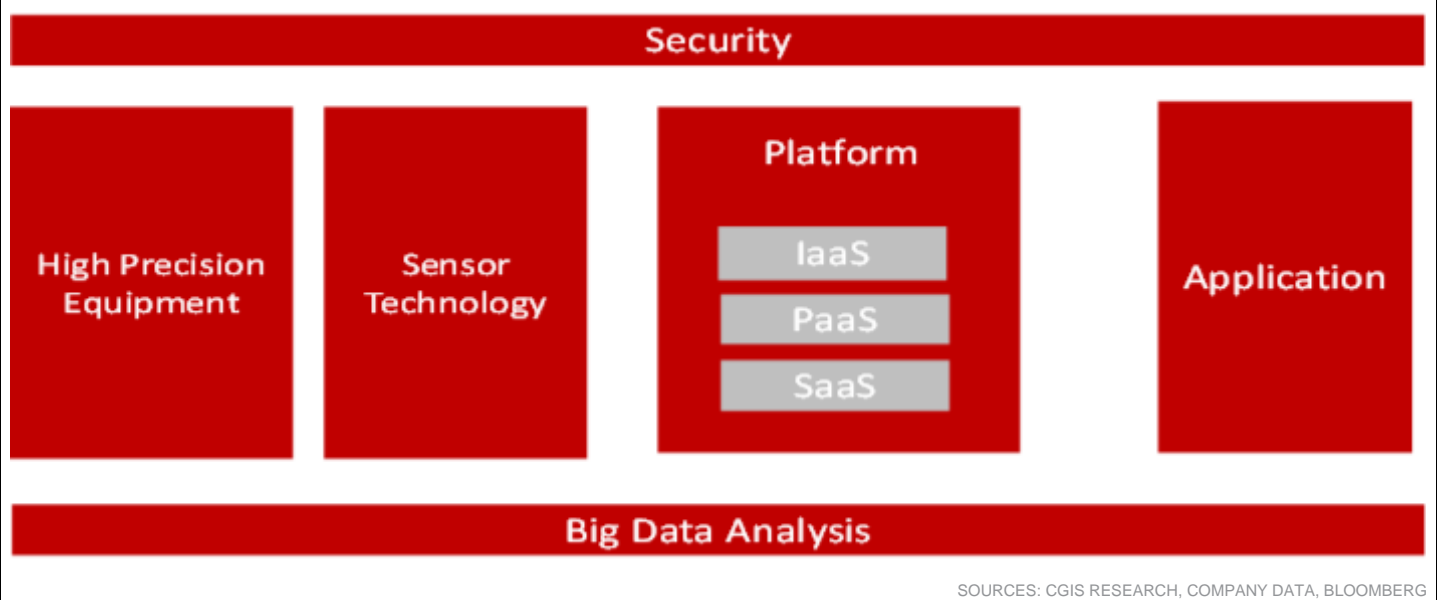 Security
High Precision
Equipment
Sensor
Technology
Platform
IaaS
PaaS
SaaS
Application
Big Data Analysis
SOURCES: CGIS RESEARCH, COMPANY DATA, BLOOMBERG